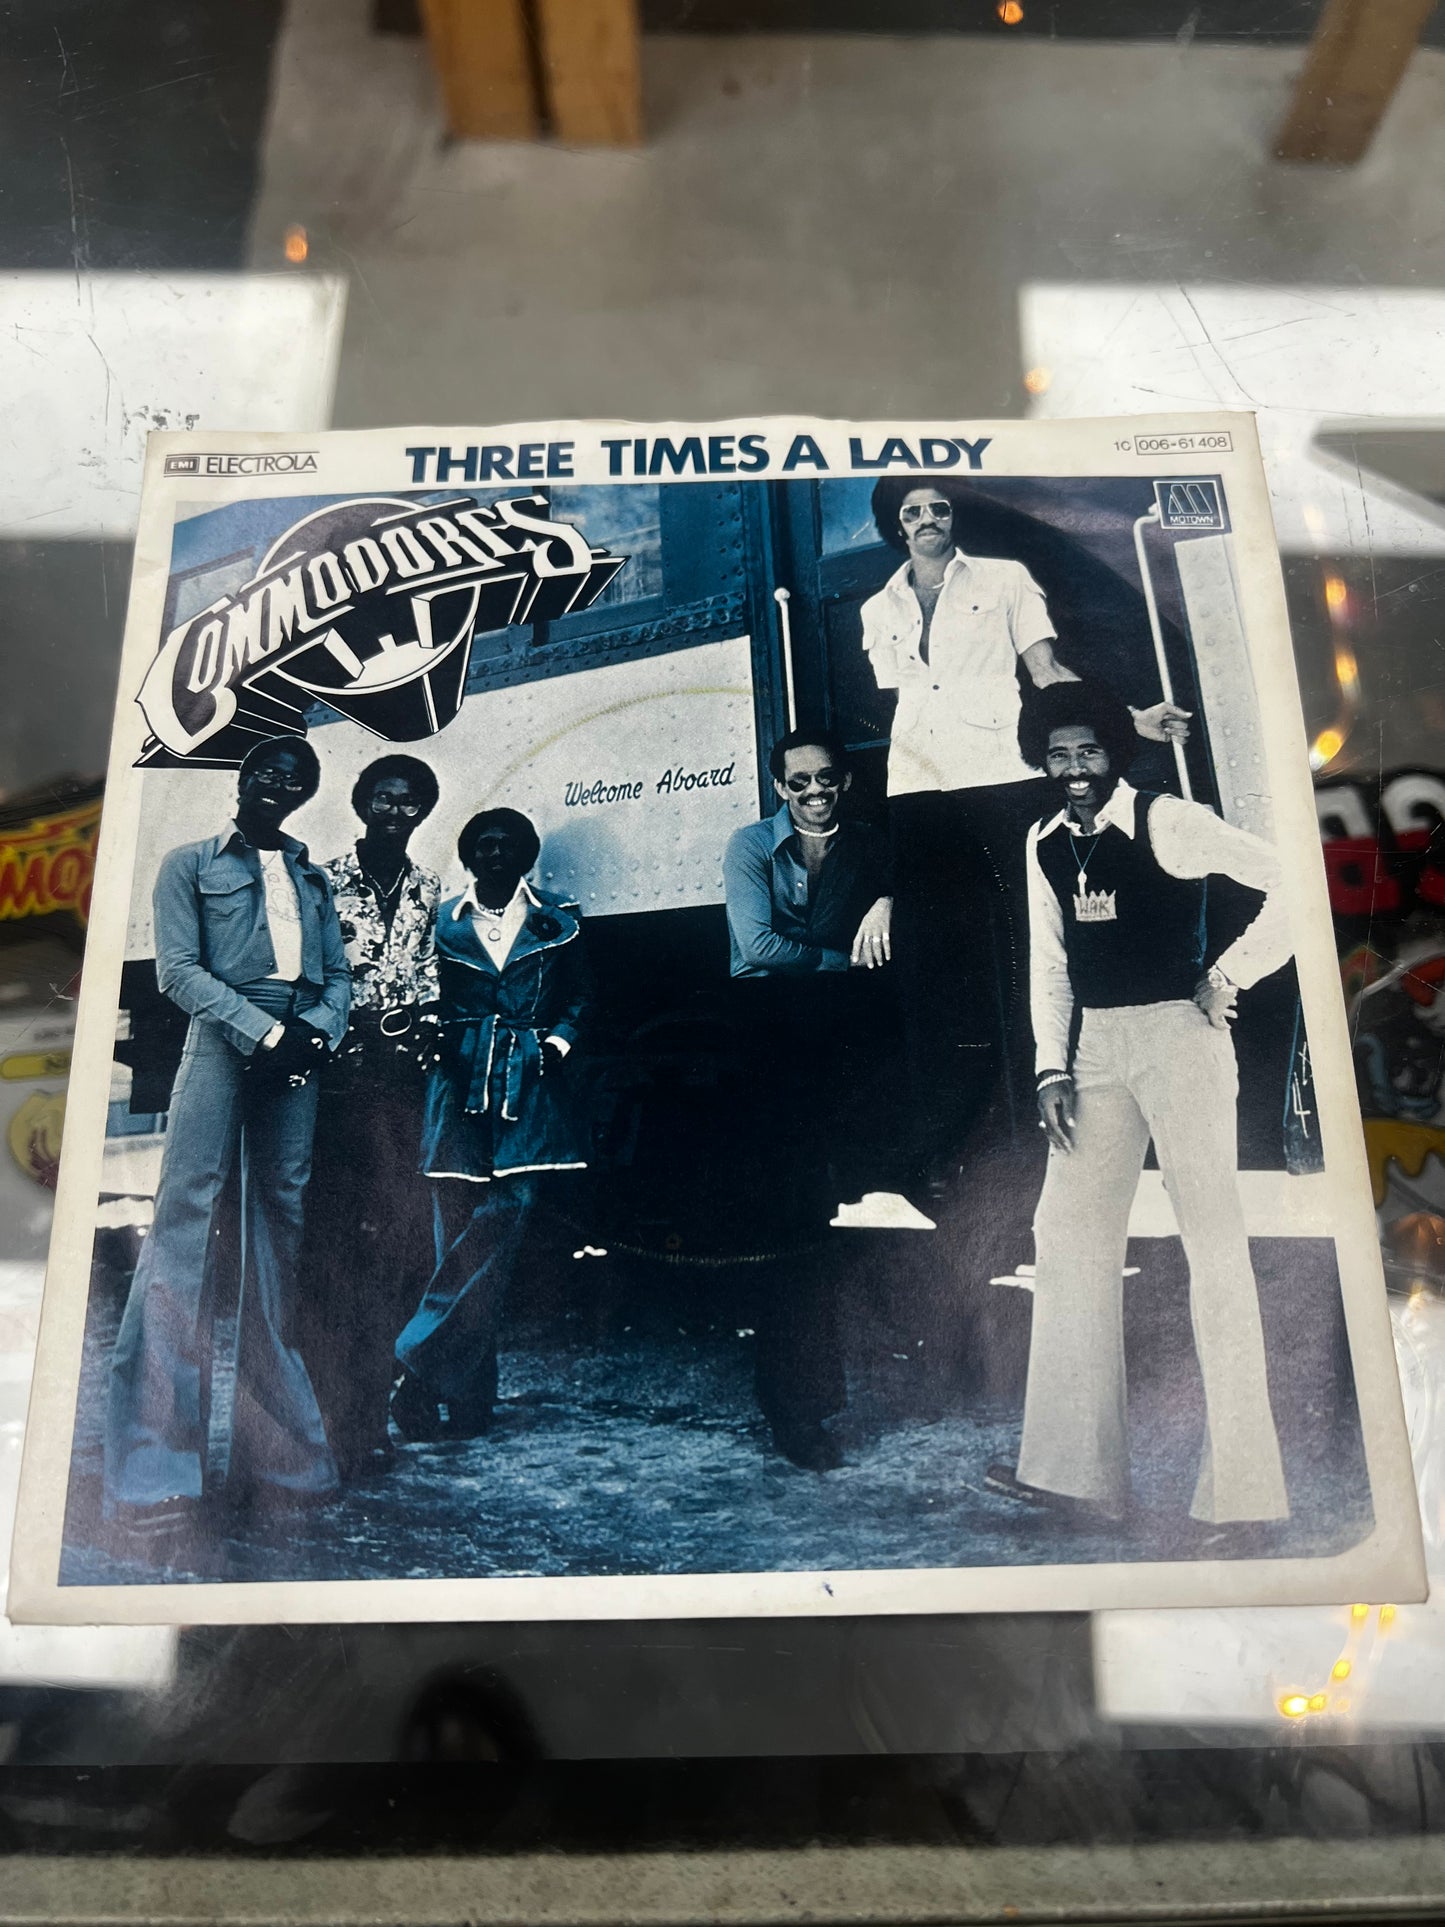 EMI ELECTROLA
THREE TIMES A LADY
1C 006-61 408
COMMODORES
MOTOWN
Welcome Aboard
WAK